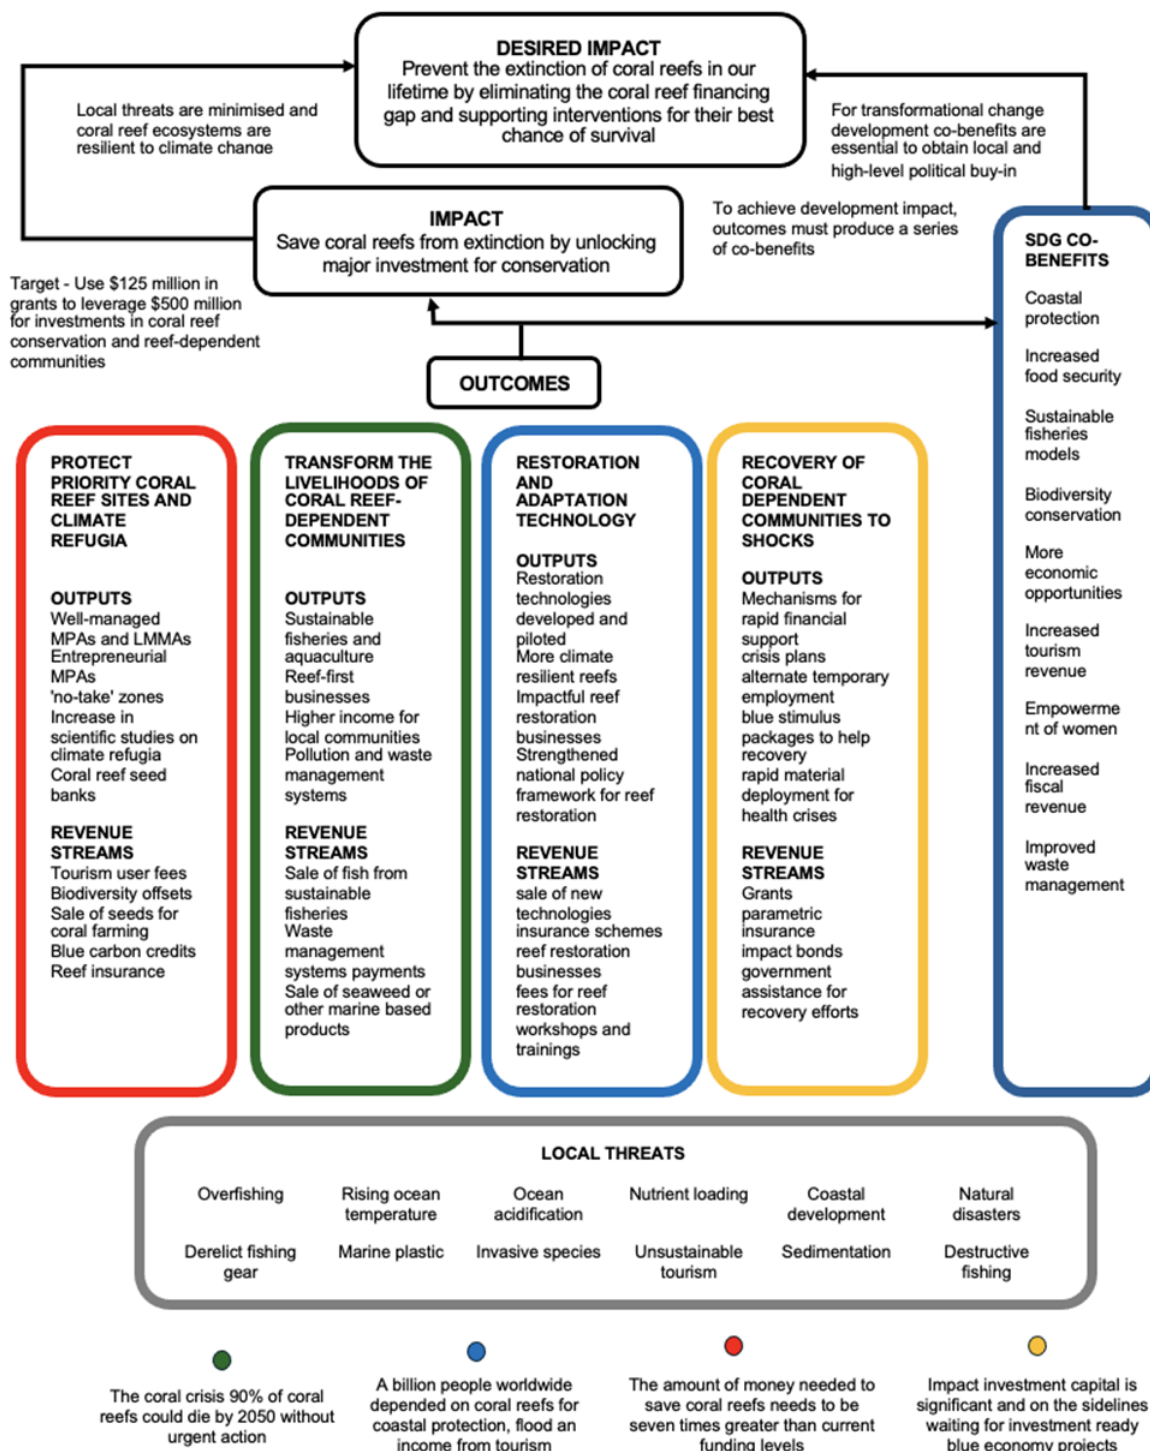 DESIRED IMPACT
Prevent the extinction of coral reefs in our
lifetime by eliminating the coral reef financing
gap and supporting interventions for their best
chance of survival
Local threats are minimised and
coral reef ecosystems are
resilient to climate change
For transformational change
development co-benefits are
essential to obtain local and
high-level political buy-in
IMPACT
Save coral reefs from extinction by unlocking
major investment for conservation
To achieve development impact,
outcomes must produce a series
of co-benefits
Target - Use $125 million in
grants to leverage $500 million
for investments in coral reef
conservation and reef-dependent
communities
OUTCOMES
PROTECT
PRIORITY CORAL
REEF SITES AND
CLIMATE
REFUGIA
OUTPUTS
Well-managed
MPAs and LMMAs
Entrepreneurial
MPAs
'no-take' zones
Increase in
scientific studies on
climate refugia
Coral reef seed
banks
REVENUE
STREAMS
Tourism user fees
Biodiversity offsets
Sale of seeds for
coral farming
Blue carbon credits
Reef insurance
TRANSFORM THE
LIVELIHOODS OF
CORAL REEF-
DEPENDENT
COMMUNITIES
OUTPUTS
Sustainable
fisheries and
aquaculture
Reef-first
businesses
Higher income for
local communities
Pollution and waste
management
systems
REVENUE
STREAMS
Sale of fish from
sustainable
fisheries
Waste
management
systems payments
Sale of seaweed or
other marine based
products
RESTORATION
AND
ADAPTATION
TECHNOLOGY
OUTPUTS
Restoration
technologies
developed and
piloted
More climate
resilient reefs
Impactful reef
restoration
businesses
Strengthened
national policy
framework for reef
restoration
REVENUE
STREAMS
sale of new
technologies
insurance schemes
reef restoration
businesses
fees for reef
restoration
workshops and
trainings
RECOVERY OF
CORAL
DEPENDENT
COMMUNITIES TO
SHOCKS
OUTPUTS
Mechanisms for
rapid financial
support
crisis plans
alternate temporary
employment
blue stimulus
packages to help
recovery
rapid material
deployment for
health crises
REVENUE
STREAMS
Grants
parametric
insurance
impact bonds
government
assistance for
recovery efforts
SDG CO-
BENEFITS
Coastal
protection
Increased
food security
Sustainable
fisheries
models
Biodiversity
conservation
More
economic
opportunities
Increased
tourism
revenue
Empowerme
nt of women
Increased
fiscal
revenue
Improved
waste
management
LOCAL THREATS
Overfishing
Rising ocean
temperature
Ocean
acidification
Nutrient loading
Coastal
development
Natural
disasters
Derelict fishing
gear
Marine plastic
Invasive species
Unsustainable
tourism
Sedimentation
Destructive
fishing
The coral crisis 90% of coral
reefs could die by 2050 without
urgent action
A billion people worldwide
depended on coral reefs for
coastal protection, flood an
income from tourism
The amount of money needed to
save coral reefs needs to be
seven times greater than current
funding levels
Impact investment capital is
significant and on the sidelines
waiting for investment ready
blue economy projects